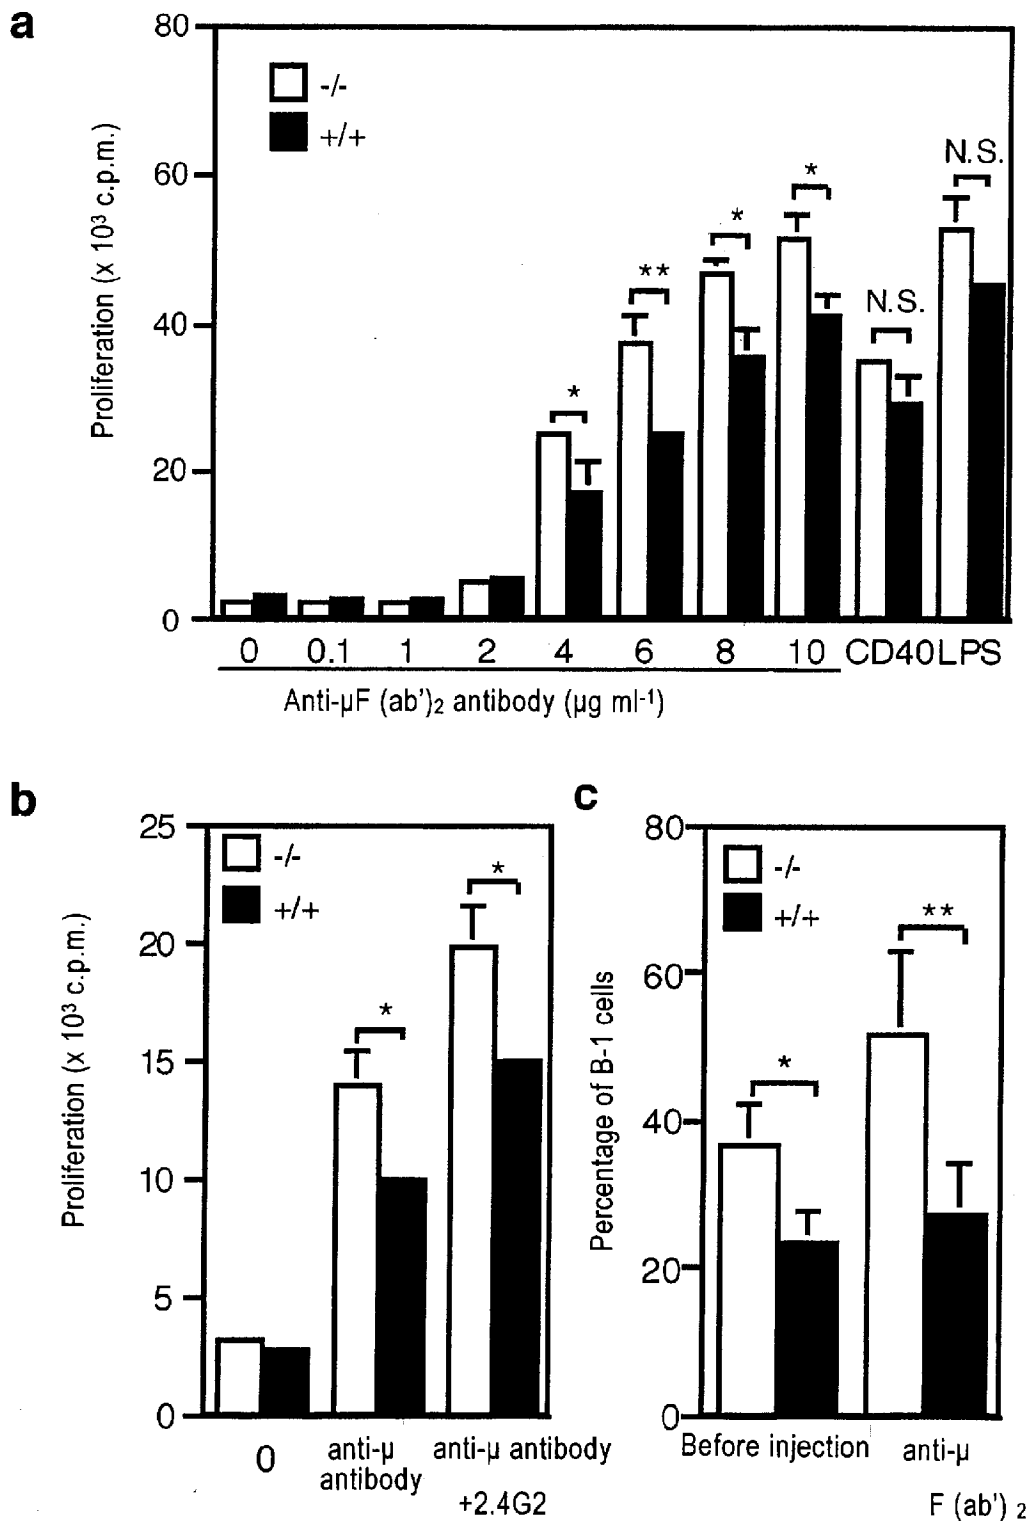 a
Proliferation (x 10³ c.p.m.)
80
60
40
20
0
-/-
+/+
*
**
*
*
N.S.
N.S.
0 0.1 1 2 4 6 8 10 CD40 LPS
Anti-µF (ab')₂ antibody (µg ml⁻¹)
b
Proliferation (x 10³ c.p.m.)
25
20
15
10
5
0
-/-
+/+
*
*
0
anti-µ
antibody
anti-µ antibody
+2.4G2
c
Percentage of B-1 cells
80
60
40
20
0
-/-
+/+
*
**
Before injection
anti-µ
F (ab') ₂